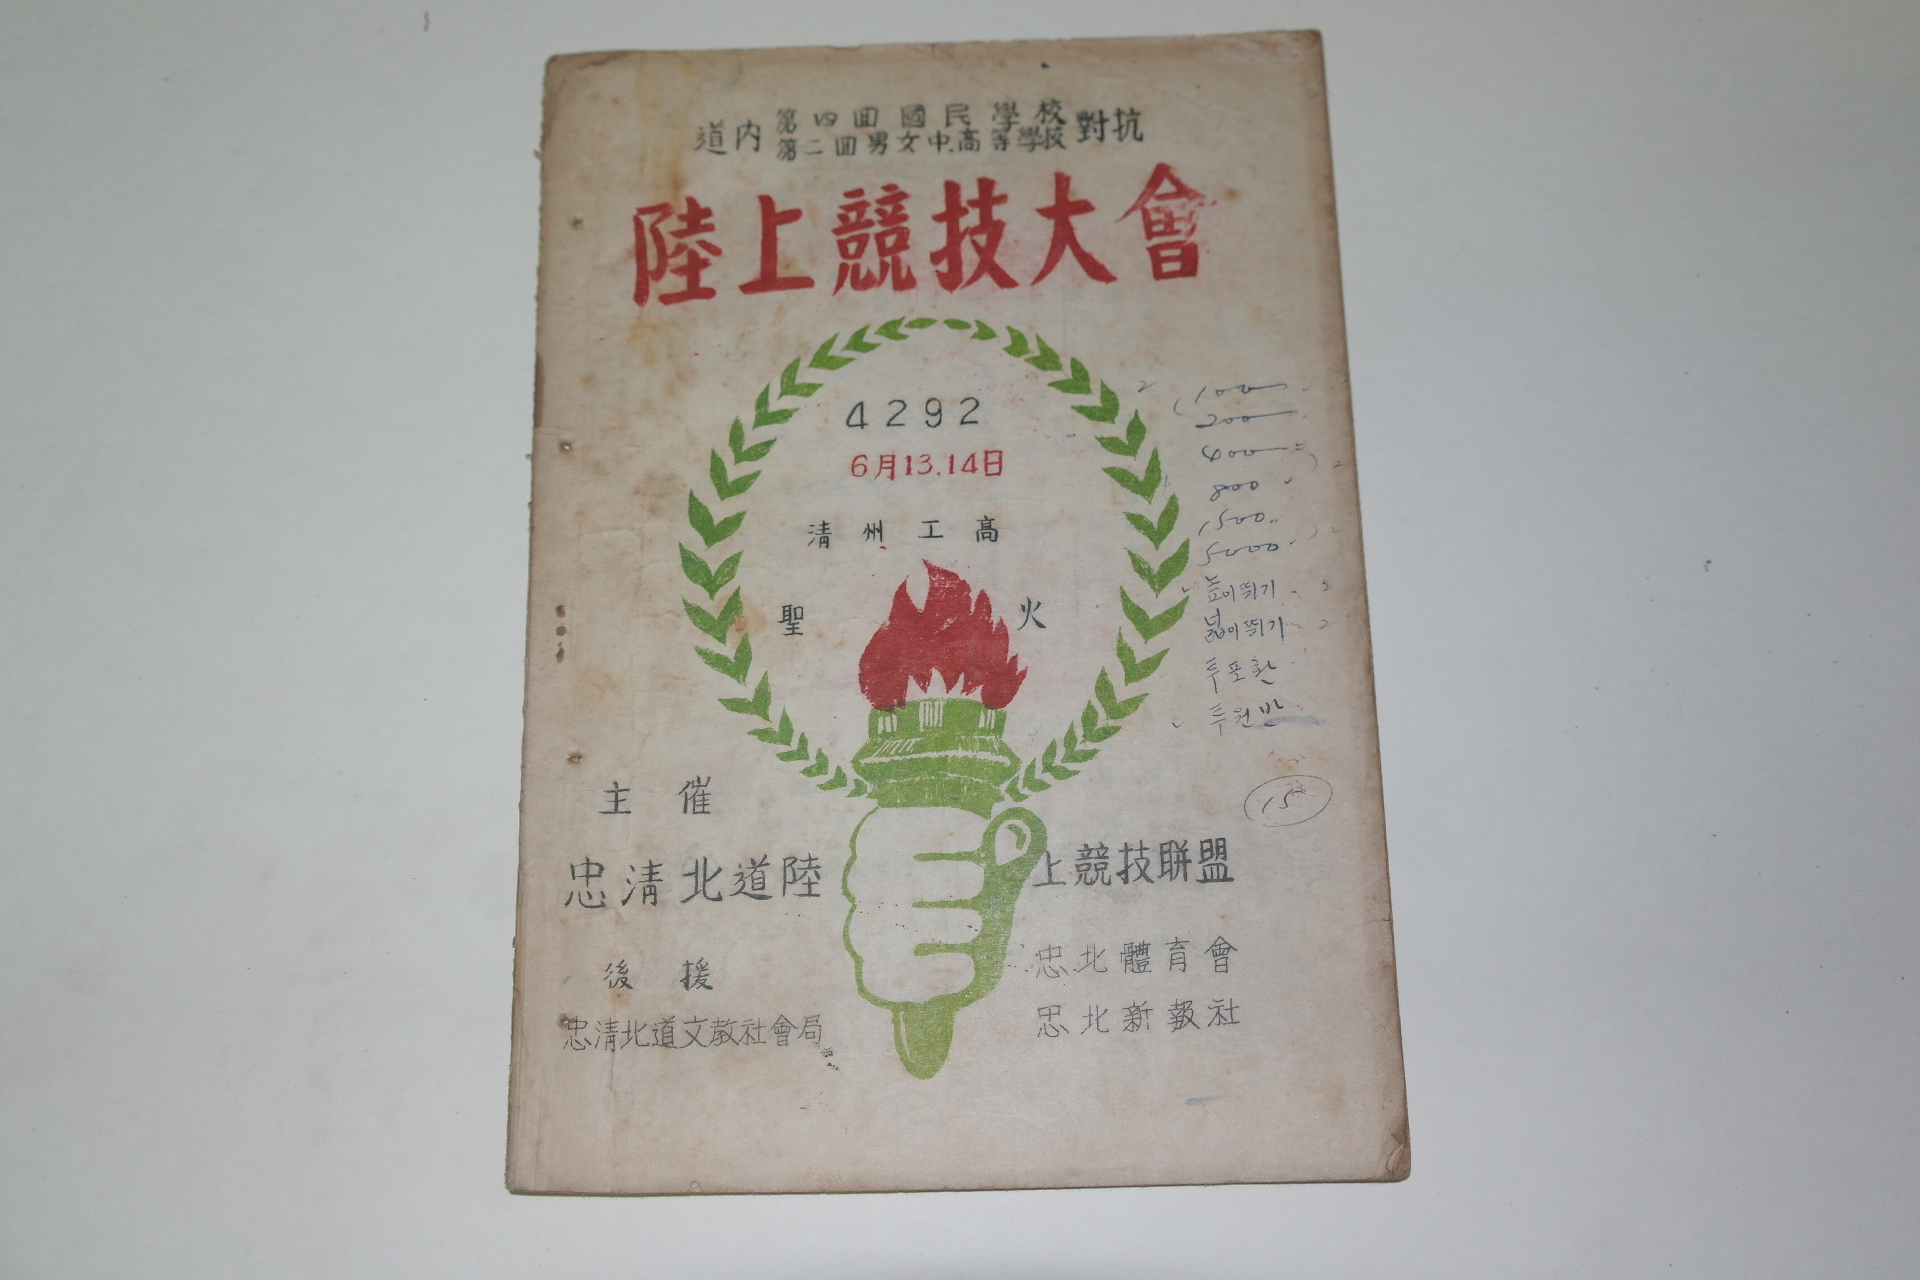 道内 第四回國民學校 對抗
第二回男女中.高等學校
陸上競技大會
4292
6月13.14日
淸州工高
聖火
主催
忠淸北道陸上競技聯盟
後援
忠淸北道文敎社會局
忠北體育會
忠北新報社
100
200
400
800
1500
5000
높이뛰기
넓이뛰기
투포환
투원반
15